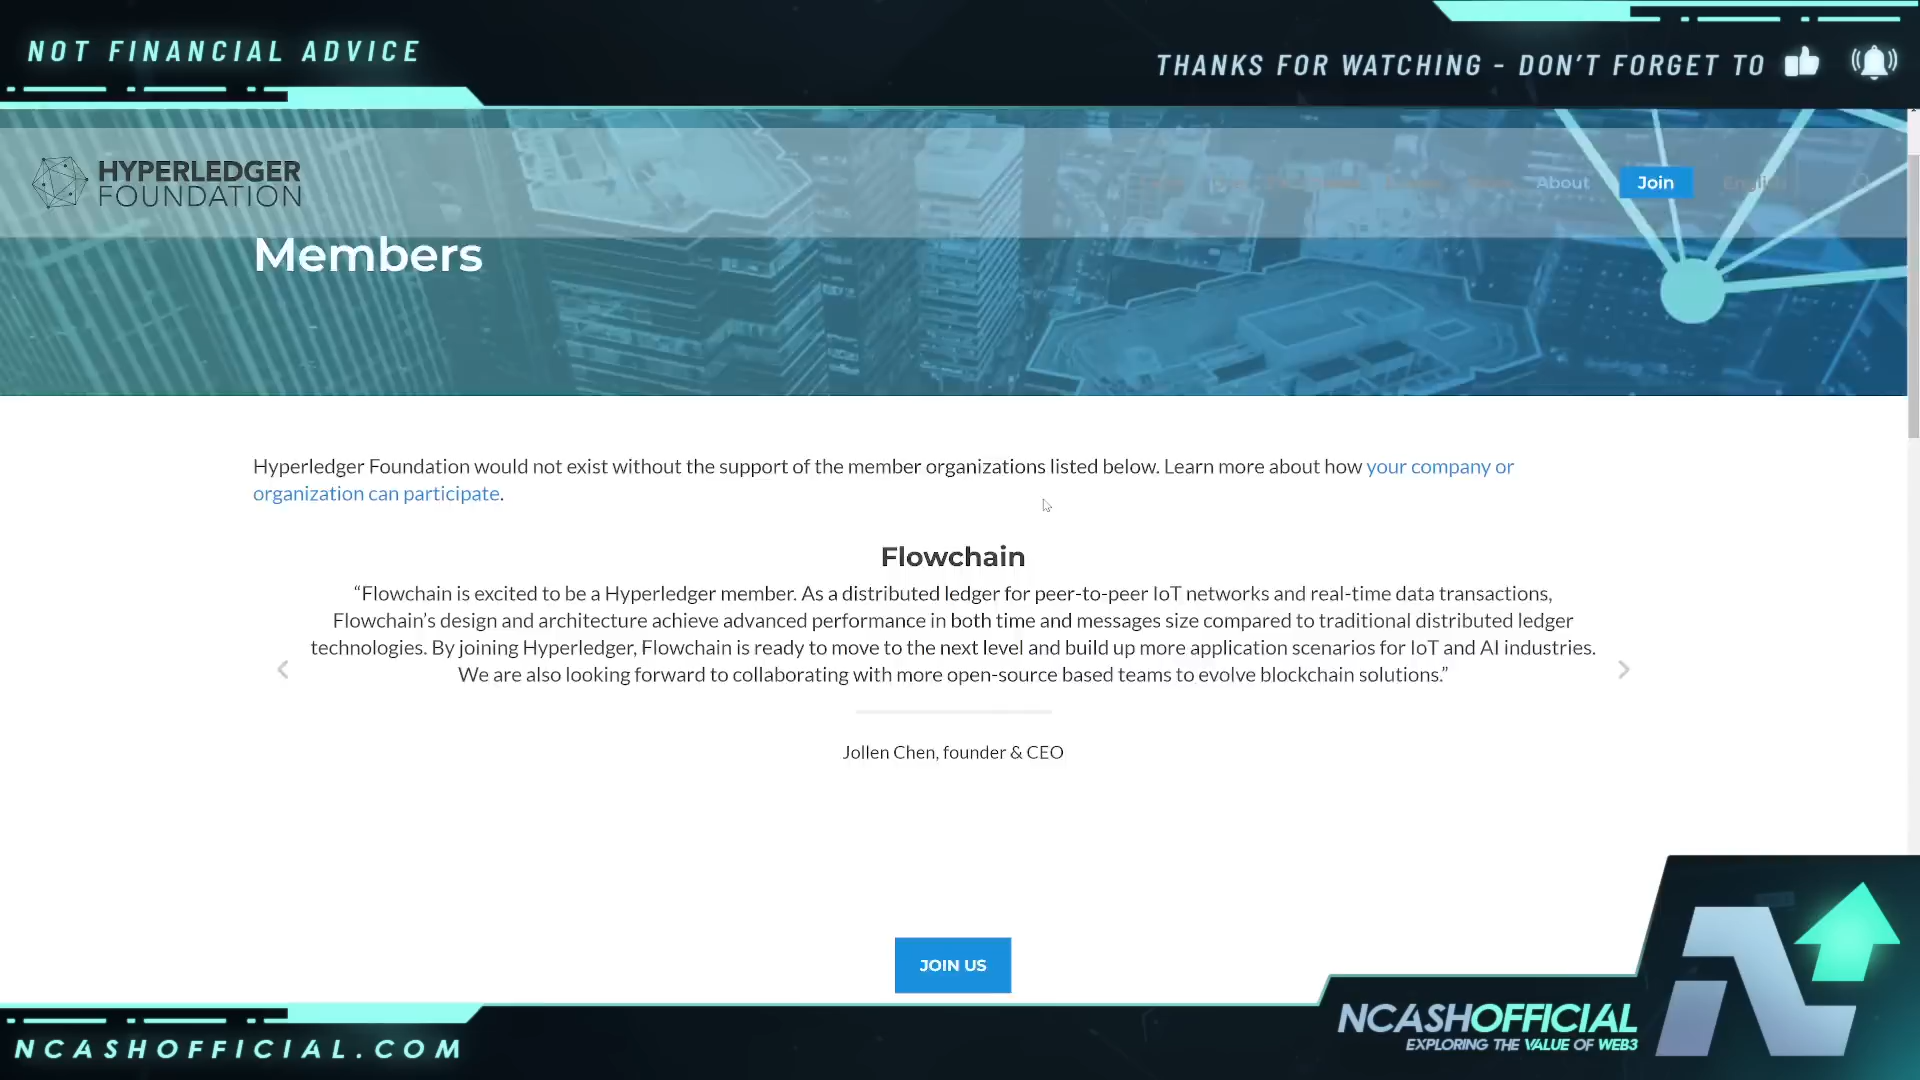 NOT FINANCIAL ADVICE
THANKS FOR WATCHING - DON'T FORGET TO
HYPERLEDGER
FOUNDATION
About
Join
English
Members
Hyperledger Foundation would not exist without the support of the member organizations listed below. Learn more about how your company or
organization can participate.
Flowchain
“Flowchain is excited to be a Hyperledger member. As a distributed ledger for peer-to-peer IoT networks and real-time data transactions,
Flowchain’s design and architecture achieve advanced performance in both time and messages size compared to traditional distributed ledger
technologies. By joining Hyperledger, Flowchain is ready to move to the next level and build up more application scenarios for IoT and AI industries.
We are also looking forward to collaborating with more open-source based teams to evolve blockchain solutions.”
Jollen Chen, founder & CEO
JOIN US
NCASHOFFICIAL.COM
NCASHOFFICIAL
EXPLORING THE VALUE OF WEB3